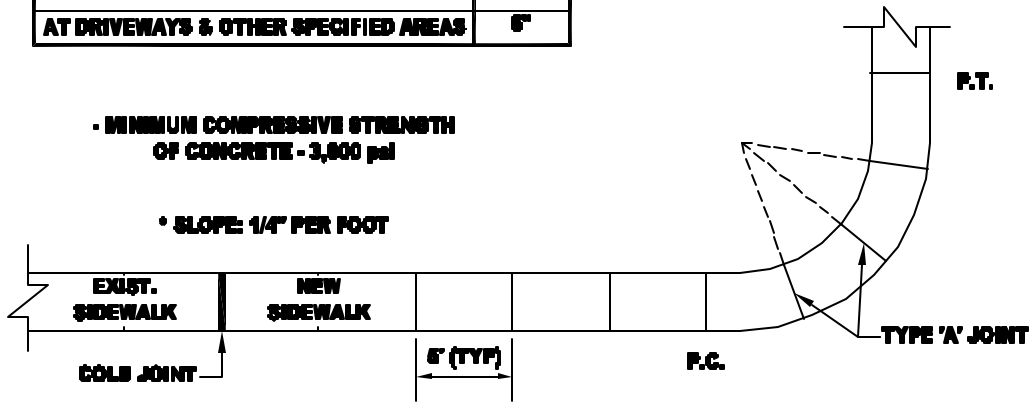 AT DRIVEWAYS & OTHER SPECIFIED AREAS 6"
- MINIMUM COMPRESSIVE STRENGTH
OF CONCRETE - 3,000 psi
* SLOPE: 1/4" PER FOOT
P.T.
EXIST.
SIDEWALK
NEW
SIDEWALK
COLD JOINT
5' (TYP)
P.C.
TYPE 'A' JOINT